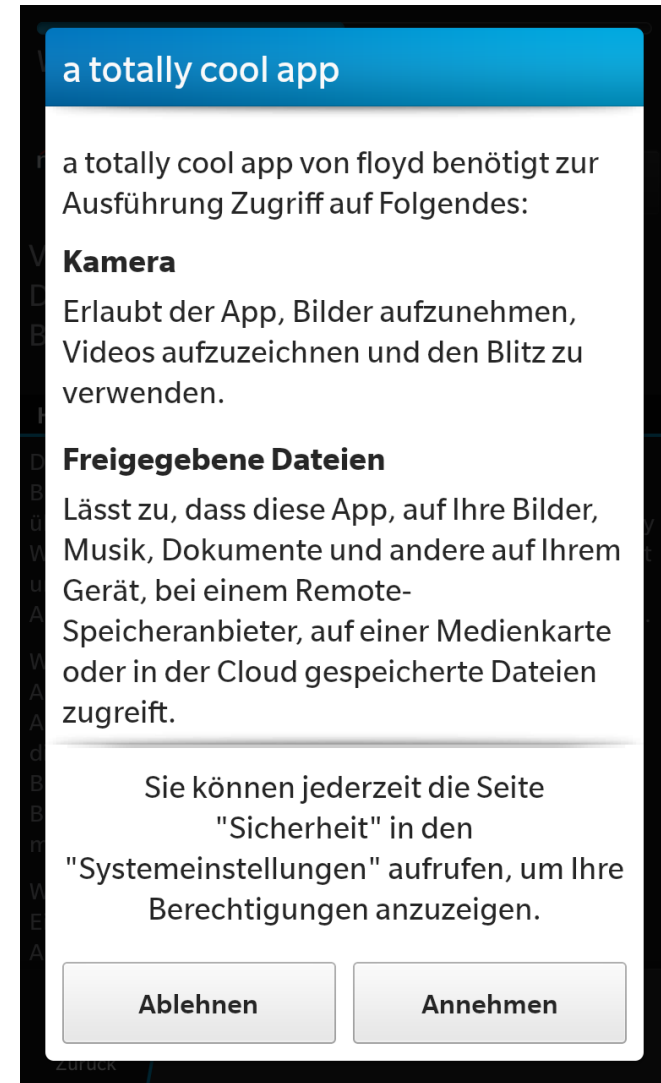 a totally cool app
a totally cool app von floyd benötigt zur
Ausführung Zugriff auf Folgendes:
Kamera
Erlaubt der App, Bilder aufzunehmen,
Videos aufzuzeichnen und den Blitz zu
verwenden.
Freigegebene Dateien
Lässt zu, dass diese App, auf Ihre Bilder,
Musik, Dokumente und andere auf Ihrem
Gerät, bei einem Remote-
Speicheranbieter, auf einer Medienkarte
oder in der Cloud gespeicherte Dateien
zugreift.
Sie können jederzeit die Seite
"Sicherheit" in den
"Systemeinstellungen" aufrufen, um Ihre
Berechtigungen anzuzeigen.
Ablehnen Annehmen
Zurück